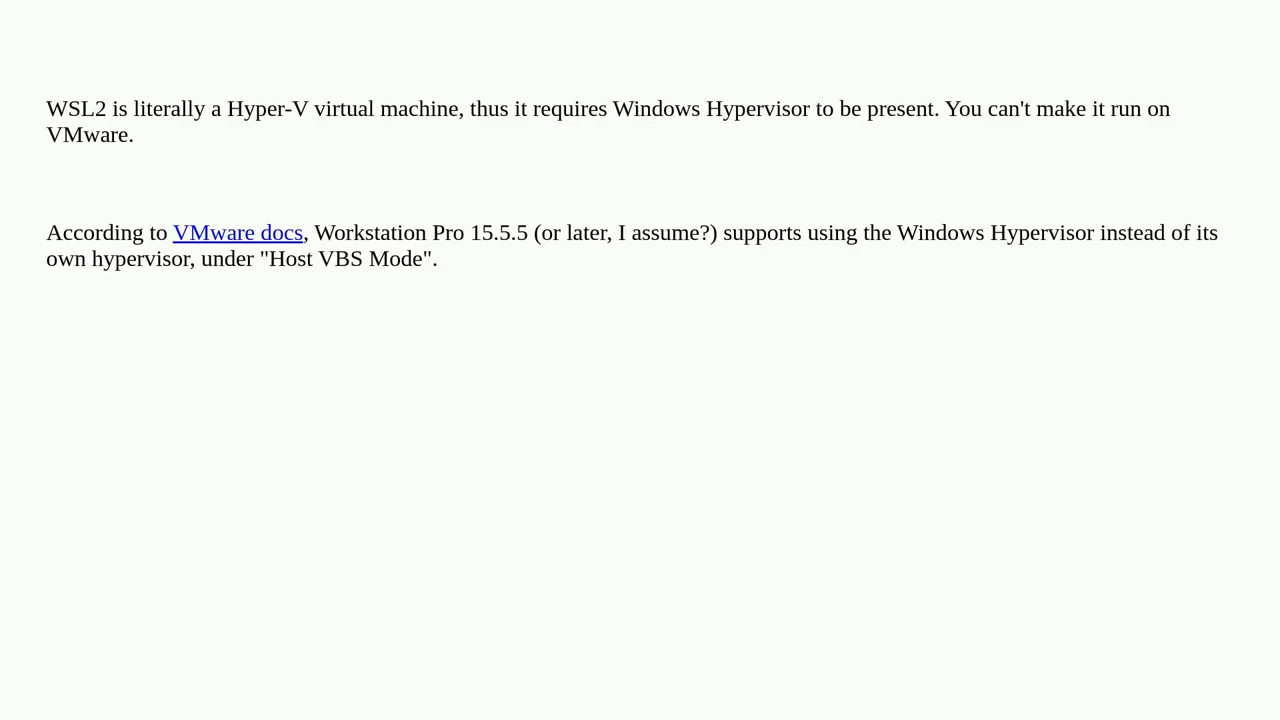 WSL2 is literally a Hyper-V virtual machine, thus it requires Windows Hypervisor to be present. You can't make it run on
VMware.
According to VMware docs, Workstation Pro 15.5.5 (or later, I assume?) supports using the Windows Hypervisor instead of its
own hypervisor, under "Host VBS Mode".